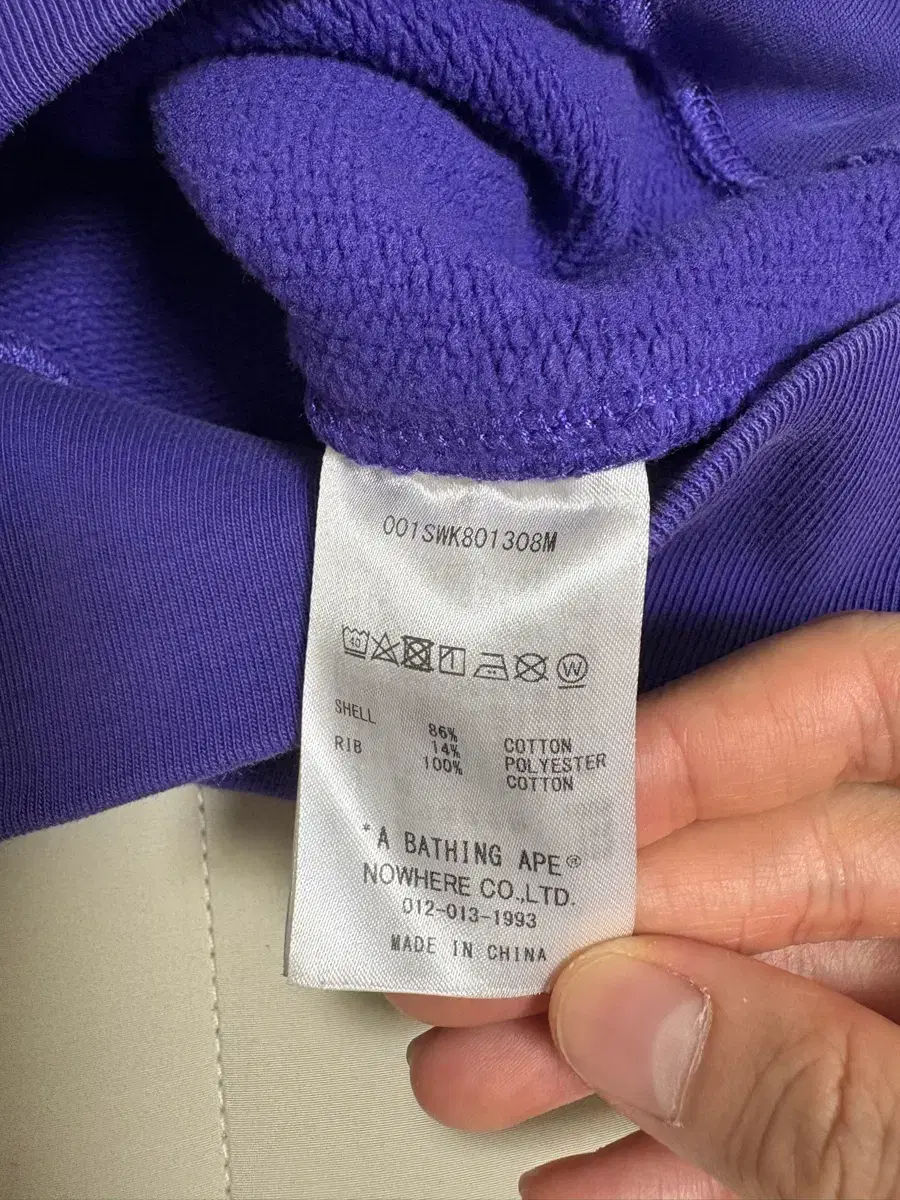 001SWK801308M
40 W
SHELL 86% COTTON
14% POLYESTER
RIB 100% COTTON
*A BATHING APE®
NOWHERE CO.,LTD.
012-013-1993
MADE IN CHINA